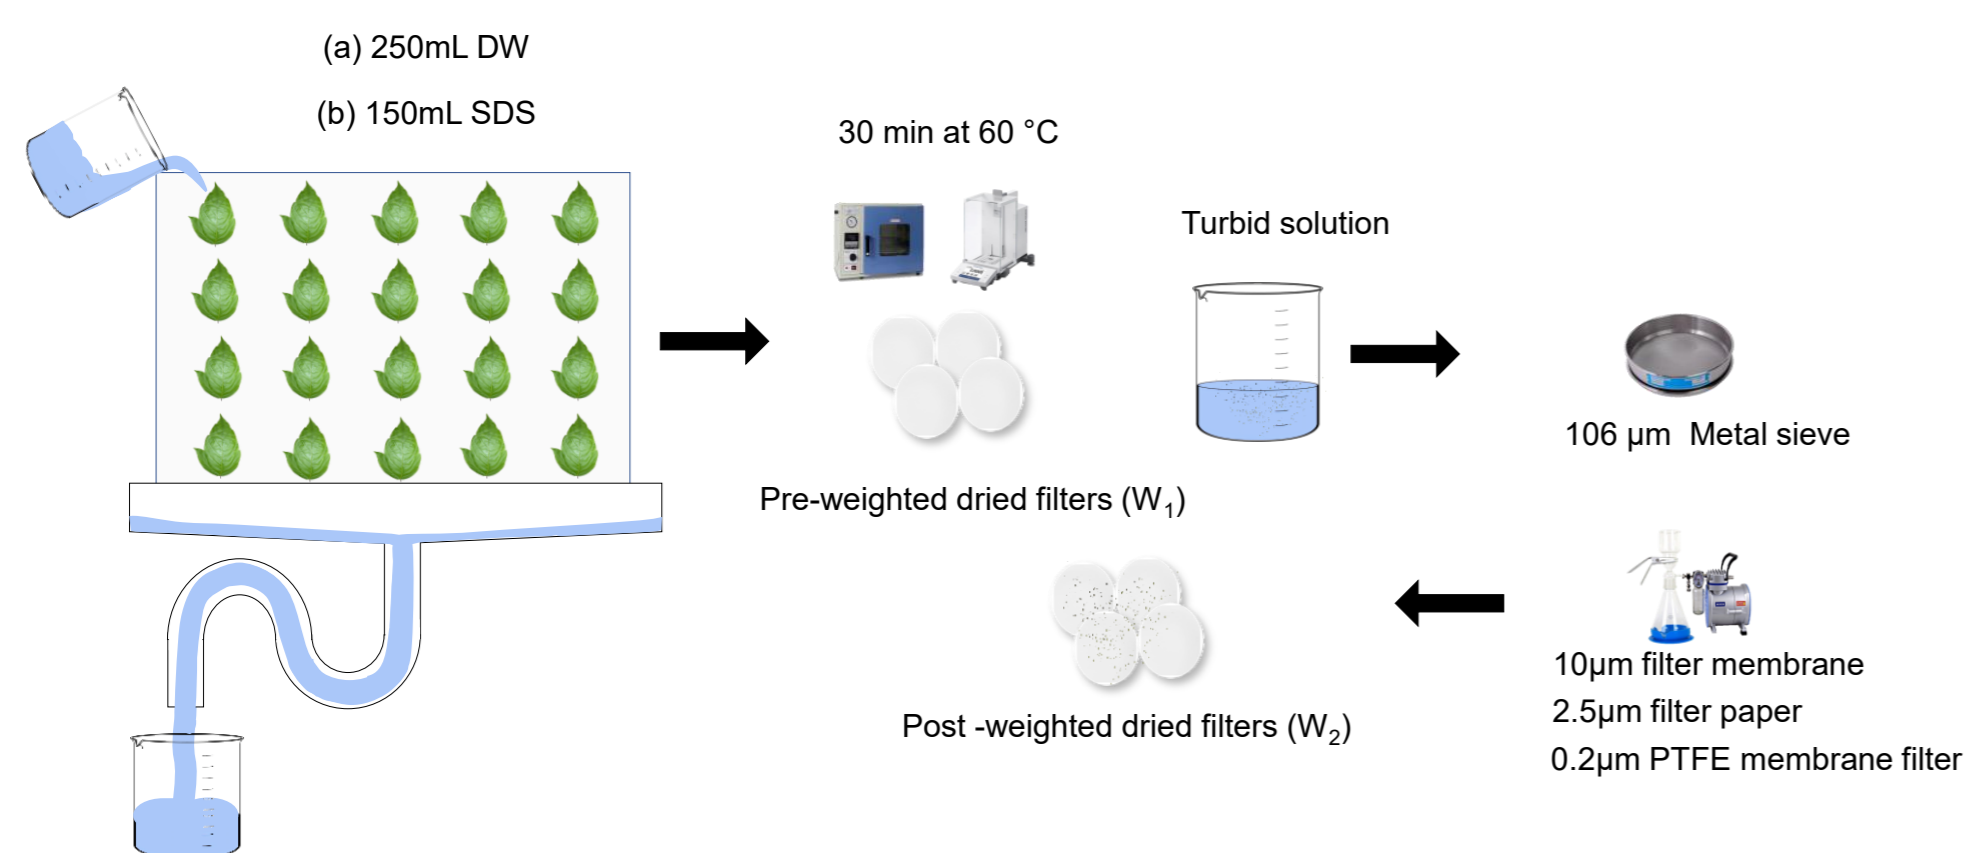 (a) 250mL DW
(b) 150mL SDS
30 min at 60 °C
Turbid solution
106 µm  Metal sieve
Pre-weighted dried filters (W1)
10µm filter membrane
2.5µm filter paper
0.2µm PTFE membrane filter
Post -weighted dried filters (W2)